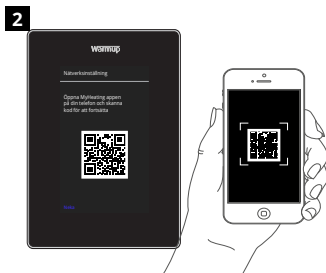 2
warmup
Nätverksinställning
Öppna MyHeating appen
på din telefon och skanna
kod för att fortsätta